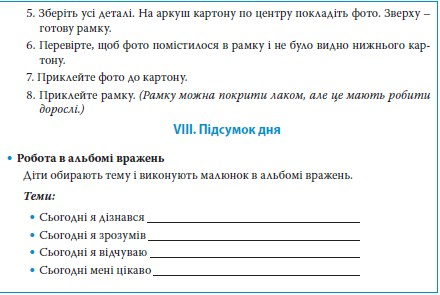 5. Зберіть усі деталі. На аркуш картону по центру покладіть фото. Зверху –
готову рамку.
6. Перевірте, щоб фото помістилося в рамку і не було видно нижнього кар-
тону.
7. Приклейте фото до картону.
8. Приклейте рамку. (Рамку можна покрити лаком, але це мають робити
дорослі.)
VIII. Підсумок дня
• Робота в альбомі вражень
Діти обирають тему і виконують малюнок в альбомі вражень.
Теми:
• Сьогодні я дізнався
• Сьогодні я зрозумів
• Сьогодні я відчуваю
• Сьогодні мені цікаво